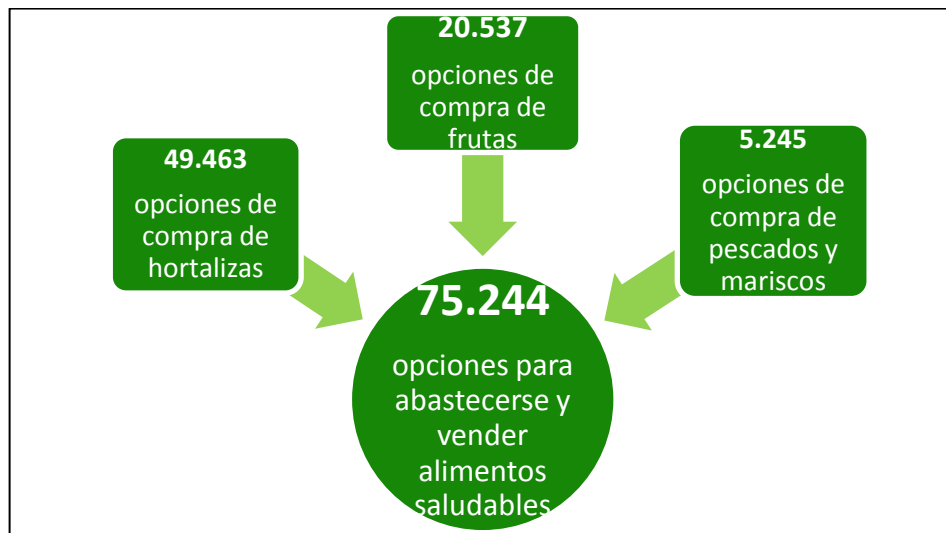 20.537
opciones de
compra de
frutas
49.463
opciones de
compra de
hortalizas
5.245
opciones de
compra de
pescados y
mariscos
75.244
opciones para
abastecerse y
vender
alimentos
saludables